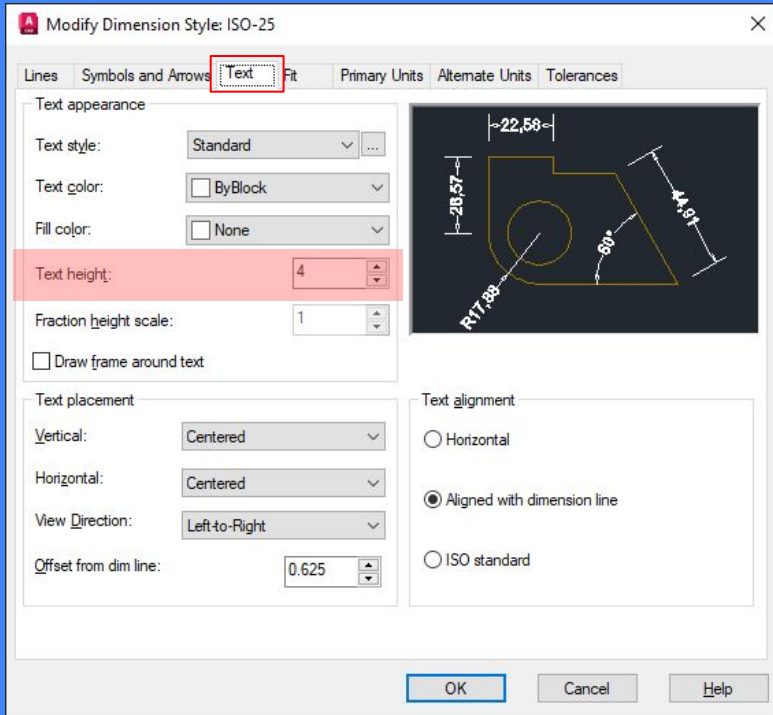 Modify Dimension Style: ISO-25
Lines Symbols and Arrows Text Fit Primary Units Alternate Units Tolerances
Text appearance
Text style: Standard ...
Text color: ByBlock
Fill color: None
Text height: 4
Fraction height scale: 1
Draw frame around text
22,58
28,57
44,91
60°
R17,88
Text placement
Vertical: Centered
Horizontal: Centered
View Direction: Left-to-Right
Offset from dim line: 0.625
Text alignment
Horizontal
Aligned with dimension line
ISO standard
OK Cancel Help